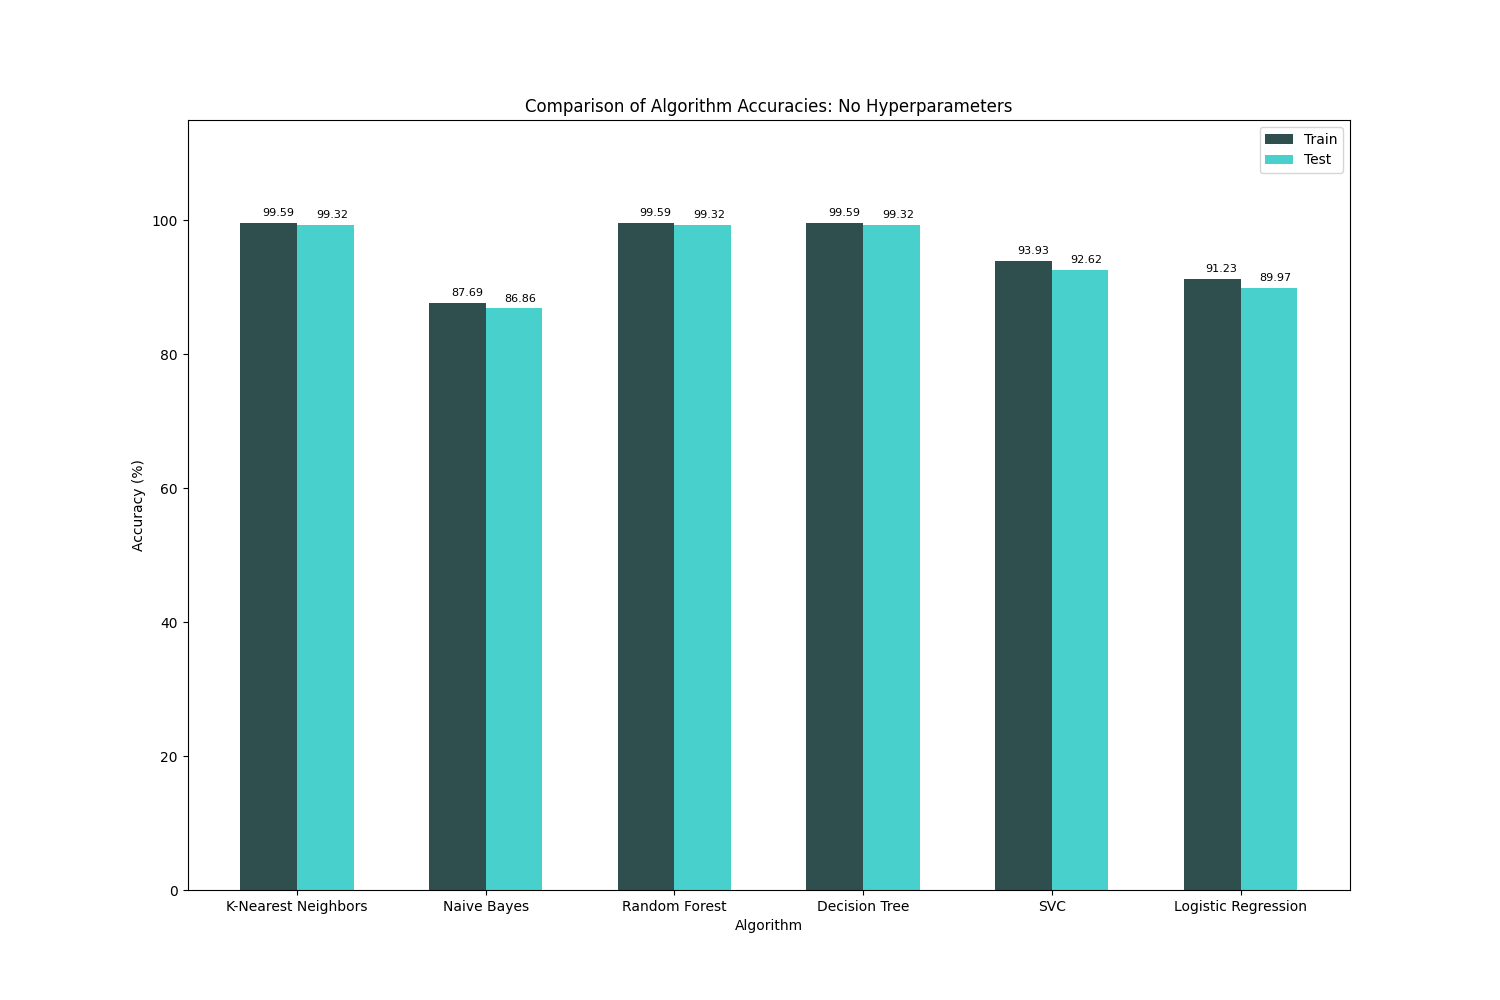 Comparison of Algorithm Accuracies: No Hyperparameters
Train
Test
99.59
99.32
87.69
86.86
99.59
99.32
99.59
99.32
93.93
92.62
91.23
89.97
100
80
60
40
20
0
Accuracy (%)
K-Nearest Neighbors
Naive Bayes
Random Forest
Decision Tree
SVC
Logistic Regression
Algorithm